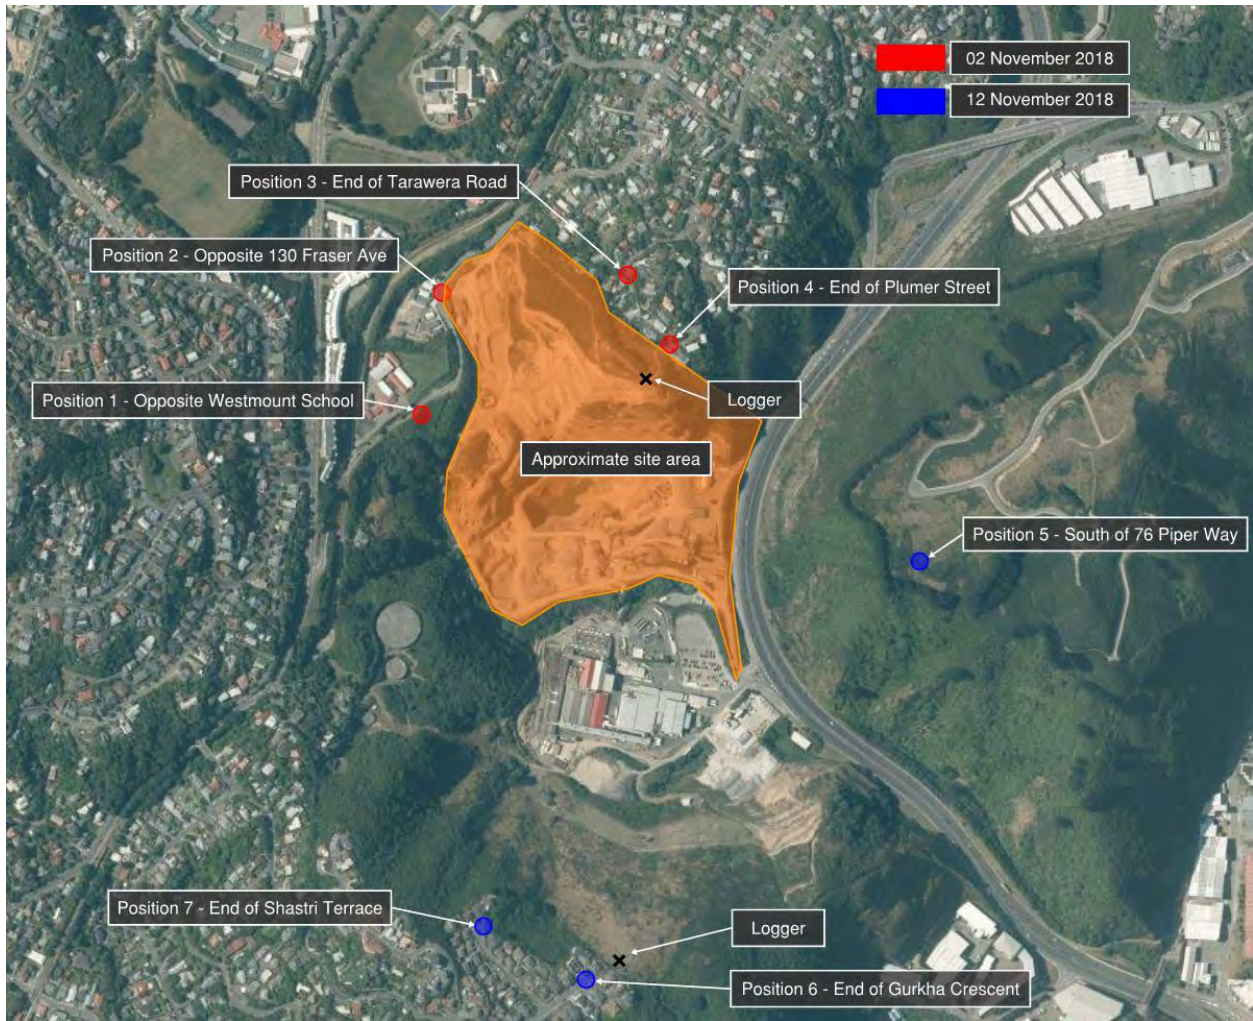 02 November 2018
12 November 2018
Position 3 - End of Tarawera Road
Position 2 - Opposite 130 Fraser Ave
Position 4 - End of Plumer Street
Position 1 - Opposite Westmount School
Logger
Approximate site area
Position 5 - South of 76 Piper Way
Position 7 - End of Shastri Terrace
Logger
Position 6 - End of Gurkha Crescent